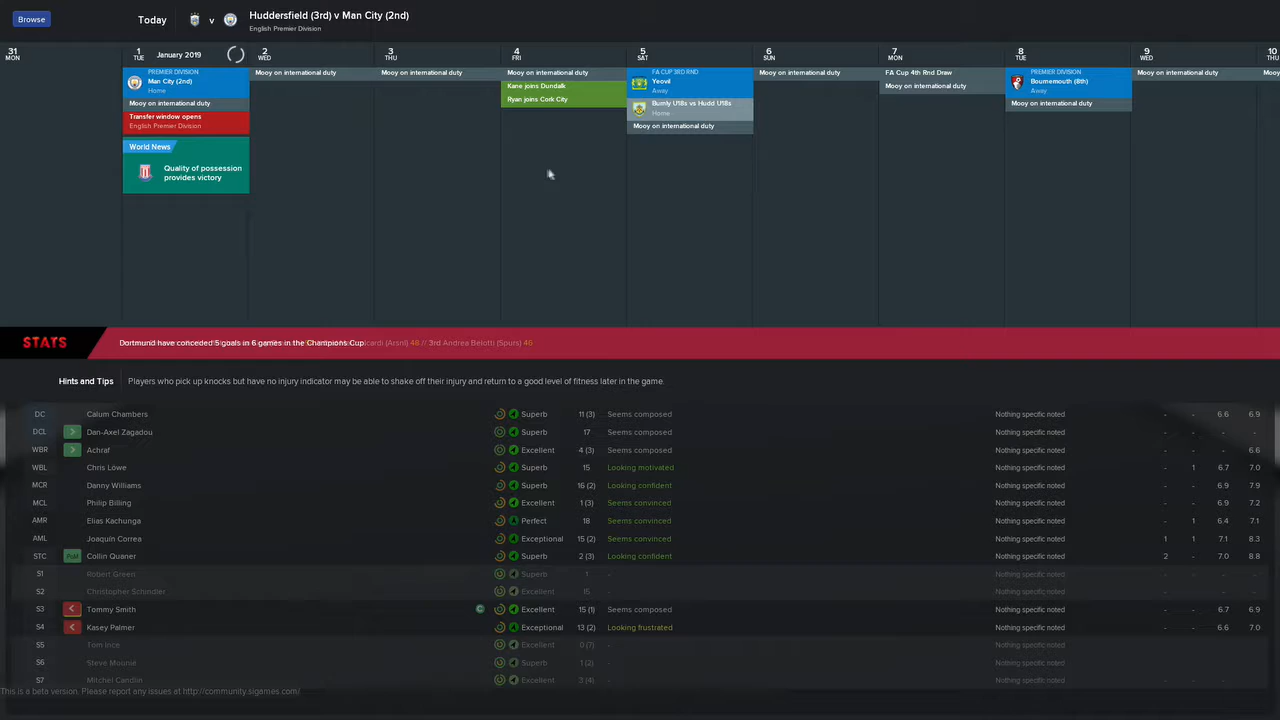 Browse
Today
v
Huddersfield (3rd) v Man City (2nd)
English Premier Division
31
MON
1
TUE
January 2019
2
WED
3
THU
4
FRI
5
SAT
6
SUN
7
MON
8
TUE
9
WED
10
THU
PREMIER DIVISION
Man City (2nd)
Home
Mooy on international duty
Transfer window opens
English Premier Division
World News
Quality of possession
provides victory
Mooy on international duty
Mooy on international duty
Mooy on international duty
Kane joins Dundalk
Ryan joins Cork City
FA CUP 3RD RND
Yeovil
Away
Burnly U18s vs Hudd U18s
Home
Mooy on international duty
Mooy on international duty
FA Cup 4th Rnd Draw
Mooy on international duty
PREMIER DIVISION
Bournemouth (8th)
Away
Mooy on international duty
Mooy on international duty
Mooy
STATS
Dortmund have conceded 5 goals in 6 games in the Champions Cup
(Arsnl) 48 // 3rd Andrea Belotti (Spurs) 46
Hints and Tips
Players who pick up knocks but have no injury indicator may be able to shake off their injury and return to a good level of fitness later in the game.
DC Calum Chambers Superb 11 (3) Seems composed Nothing specific noted - - 6.6 6.9
DCL Dan-Axel Zagadou Superb 17 Seems composed Nothing specific noted - - - -
WBR Achraf Excellent 4 (3) Seems composed Nothing specific noted - - - 6.6
WBL Chris Löwe Superb 15 Looking motivated Nothing specific noted - 1 6.7 7.0
MCR Danny Williams Superb 16 (2) Looking confident Nothing specific noted - - 6.9 7.9
MCL Philip Billing Excellent 1 (3) Seems convinced Nothing specific noted - - 6.9 7.2
AMR Elias Kachunga Perfect 18 Seems convinced Nothing specific noted - 1 6.4 7.1
AML Joaquín Correa Exceptional 15 (2) Seems convinced Nothing specific noted 1 1 7.1 8.3
STC PoM Collin Quaner Superb 2 (3) Looking confident Nothing specific noted 2 - 7.0 8.8
S1 Robert Green Superb 1 - Nothing specific noted - - - -
S2 Christopher Schindler Excellent 15 - Nothing specific noted - - - -
S3 Tommy Smith C Excellent 15 (1) Seems composed Nothing specific noted - - 6.7 6.9
S4 Kasey Palmer Exceptional 13 (2) Looking frustrated Nothing specific noted - - 6.6 7.0
S5 Tom Ince Excellent 0 (7) - Nothing specific noted - - - -
S6 Steve Mounié Superb 1 (2) - Nothing specific noted - - - -
S7 Mitchel Candlin Excellent 3 (4) - Nothing specific noted - - - -
This is a beta version. Please report any issues at http://community.sigames.com/